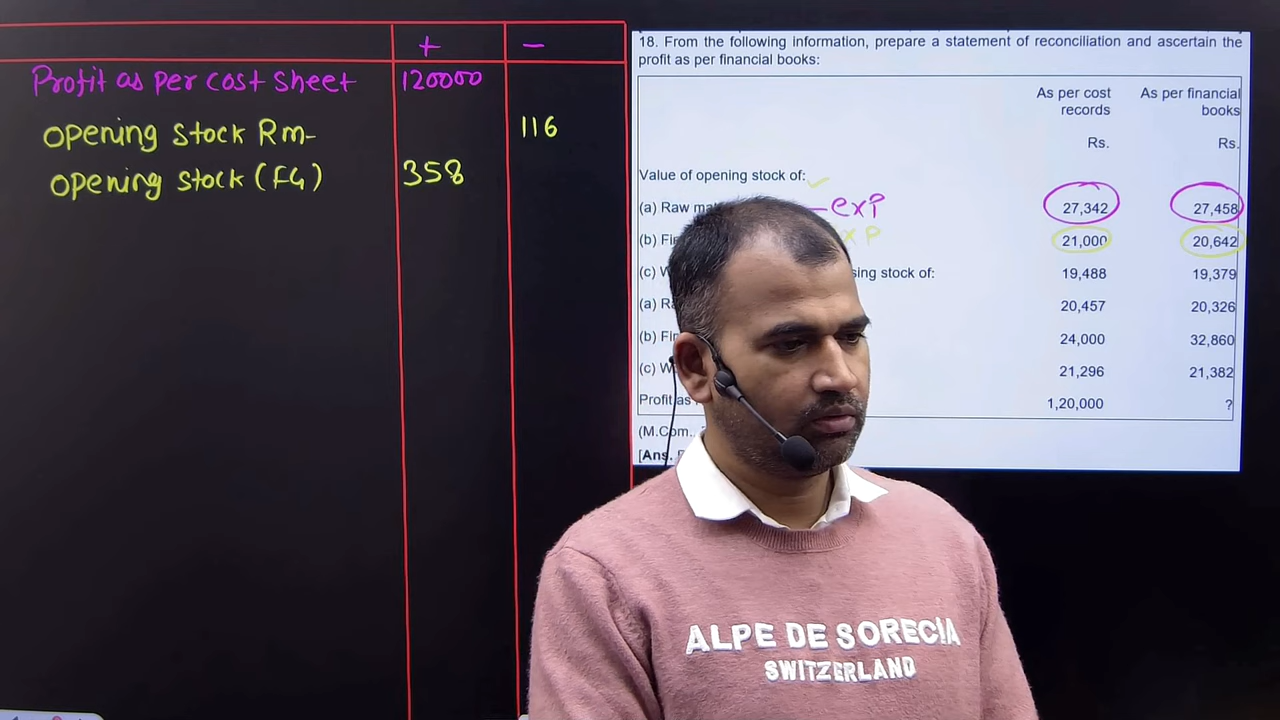 + -
Profit as per cost sheet 120000
opening stock Rm- 116
opening stock (FG) 358
18. From the following information, prepare a statement of reconciliation and ascertain the
profit as per financial books:
As per cost As per financial
records books
Rs. Rs.
Value of opening stock of:
(a) Raw exp 27,342 27,458
(b) xp 21,000 20,642
(c) stock of: 19,488 19,379
(a) 20,457 20,326
(b) 24,000 32,860
(c) 21,296 21,382
Profit as 1,20,000 ?
(M.Com..
[Ans.
ALPE DE SORECIA
SWITZERLAND